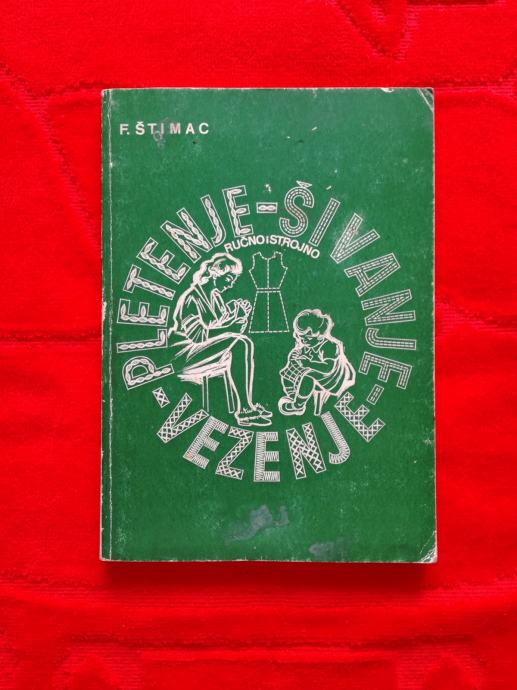 F. ŠTIMAC
PLETENJE - ŠIVANJE - VEZENJE -
RUČNO I STROJNO